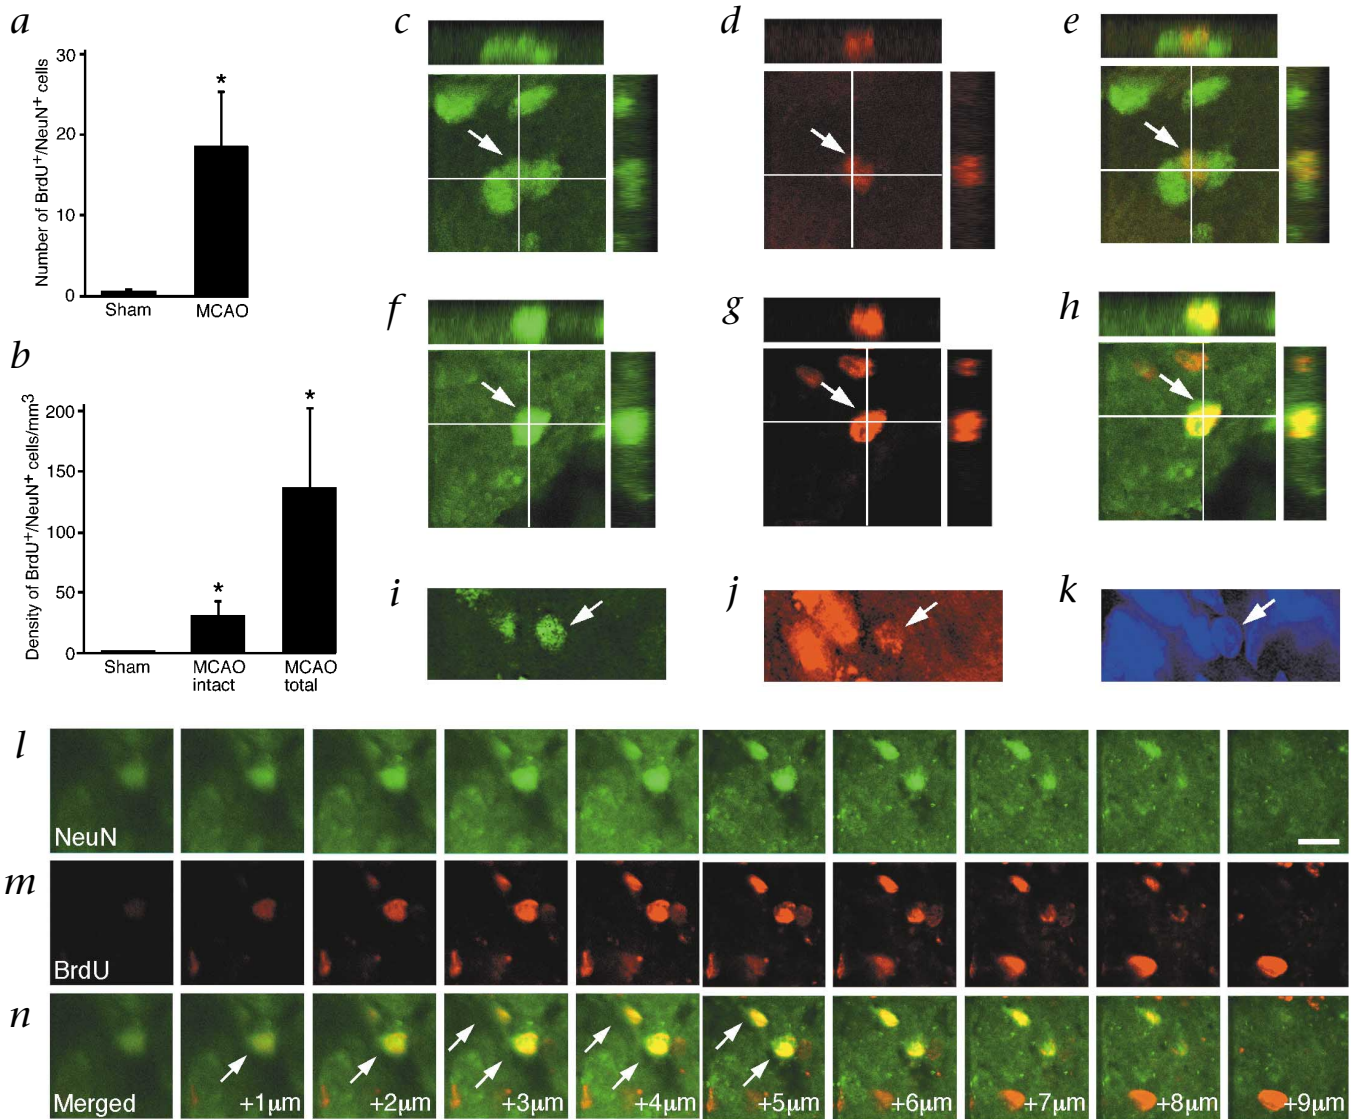 a
Number of BrdU+/NeuN+ cells
30
20
10
0
*
Sham
MCAO
b
Density of BrdU+/NeuN+ cells/mm3
200
150
100
50
0
*
*
Sham
MCAO intact
MCAO total
c
d
e
f
g
h
i
j
k
l
NeuN
m
BrdU
n
Merged
+1µm
+2µm
+3µm
+4µm
+5µm
+6µm
+7µm
+8µm
+9µm